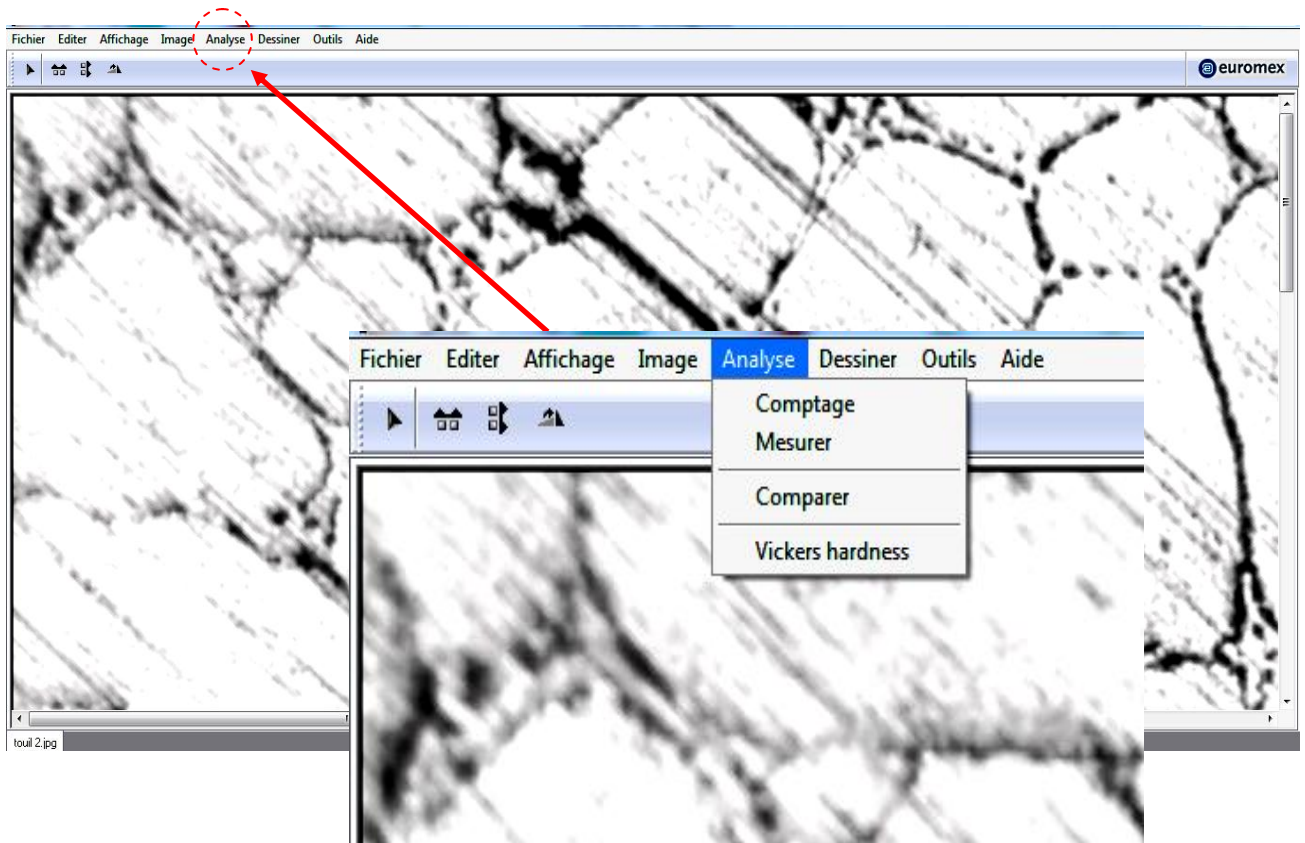 Fichier Editer Affichage Image Analyse Dessiner Outils Aide
euromex
Fichier Editer Affichage Image Analyse Dessiner Outils Aide
Comptage
Mesurer
Comparer
Vickers hardness
touil 2.jpg